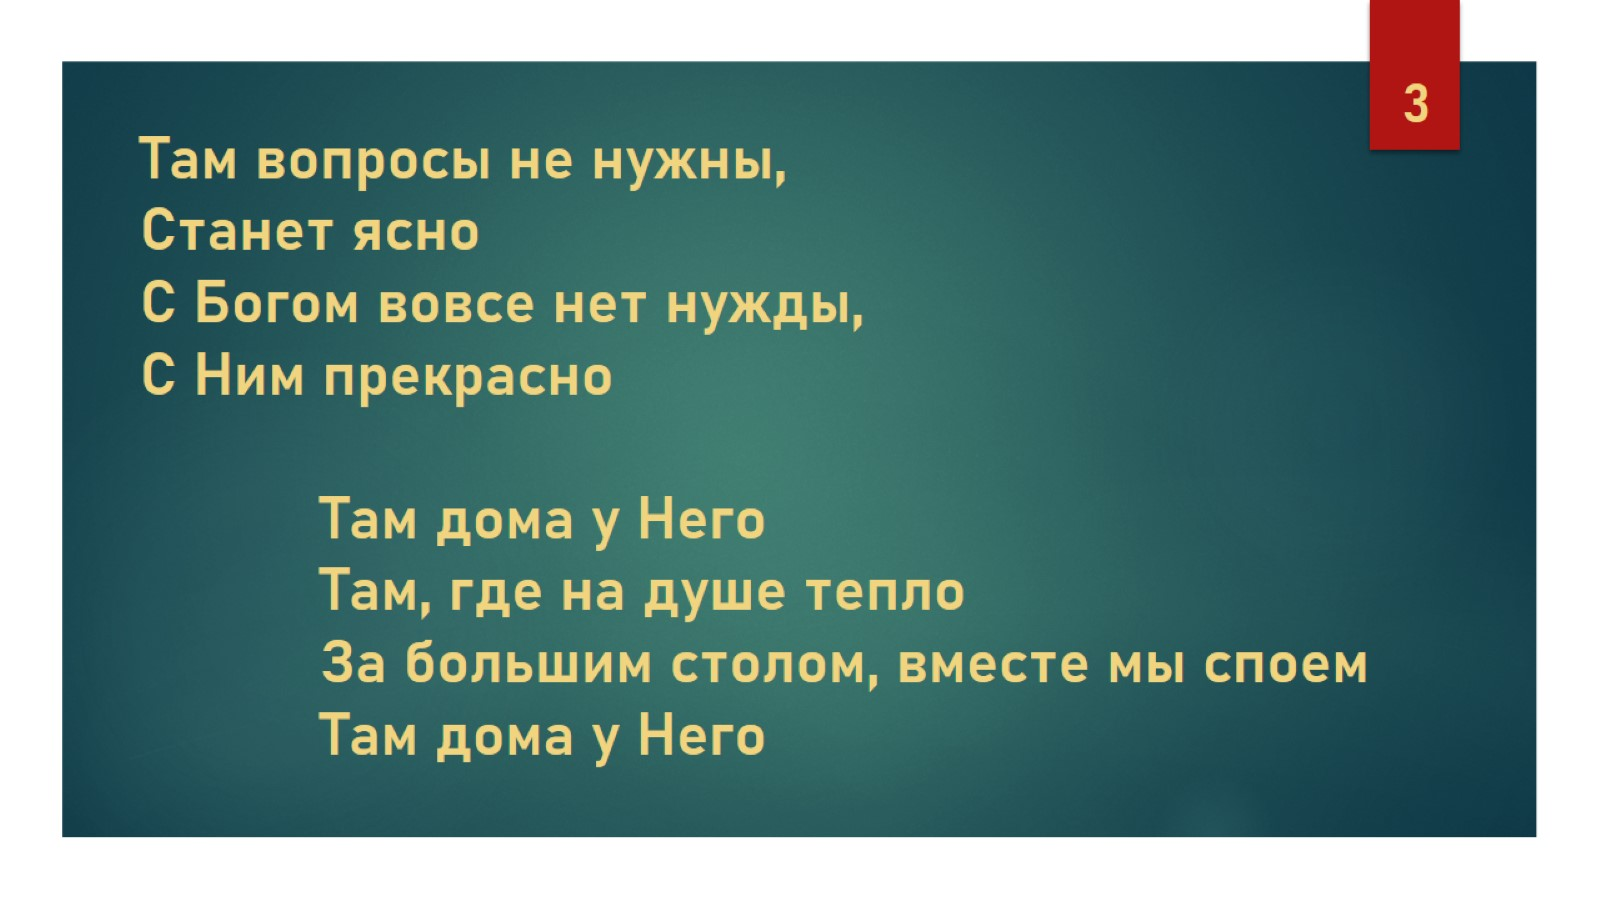 3
Там вопросы не нужны,
Станет ясно
С Богом вовсе нет нужды,
С Ним прекрасно
Там дома у Него
Там, где на душе тепло
За большим столом, вместе мы споем
Там дома у Него